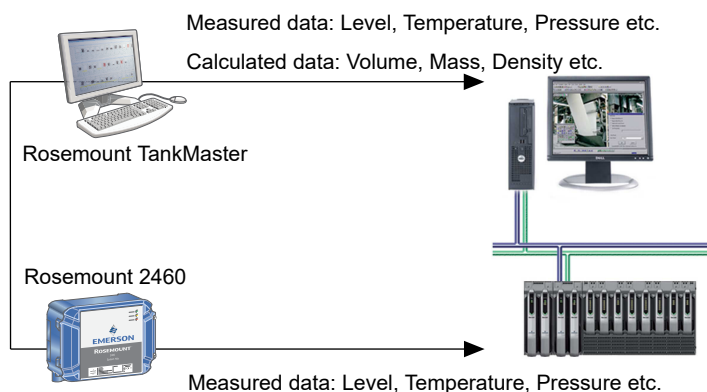 Measured data: Level, Temperature, Pressure etc.
Calculated data: Volume, Mass, Density etc.
Rosemount TankMaster
Rosemount 2460
EMERSON
ROSEMOUNT
Measured data: Level, Temperature, Pressure etc.